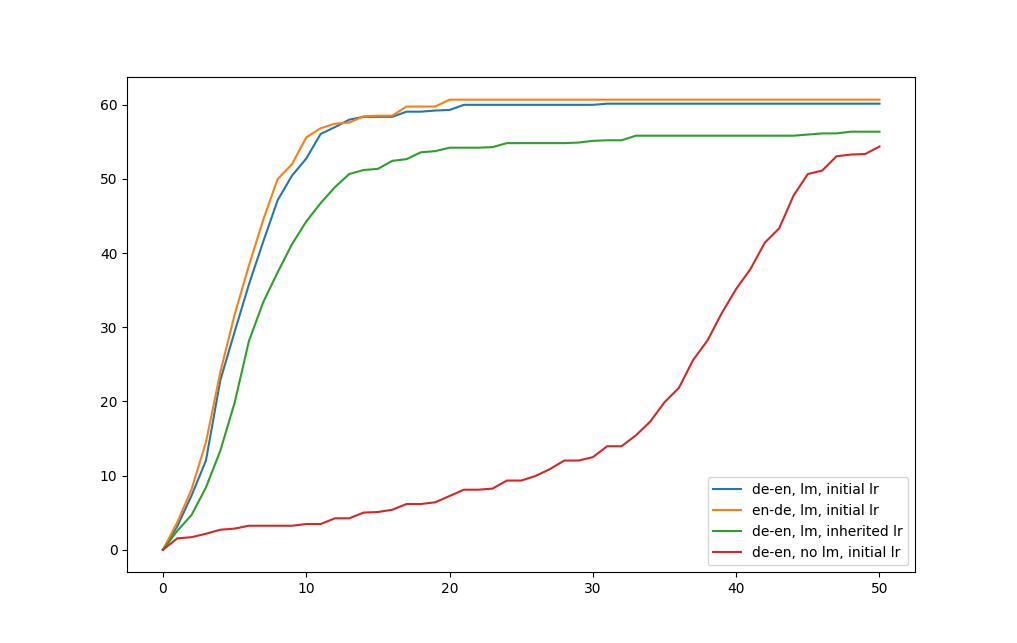 60
50
40
30
20
10
0
0 10 20 30 40 50
de-en, lm, initial lr
en-de, lm, initial lr
de-en, lm, inherited lr
de-en, no lm, initial lr